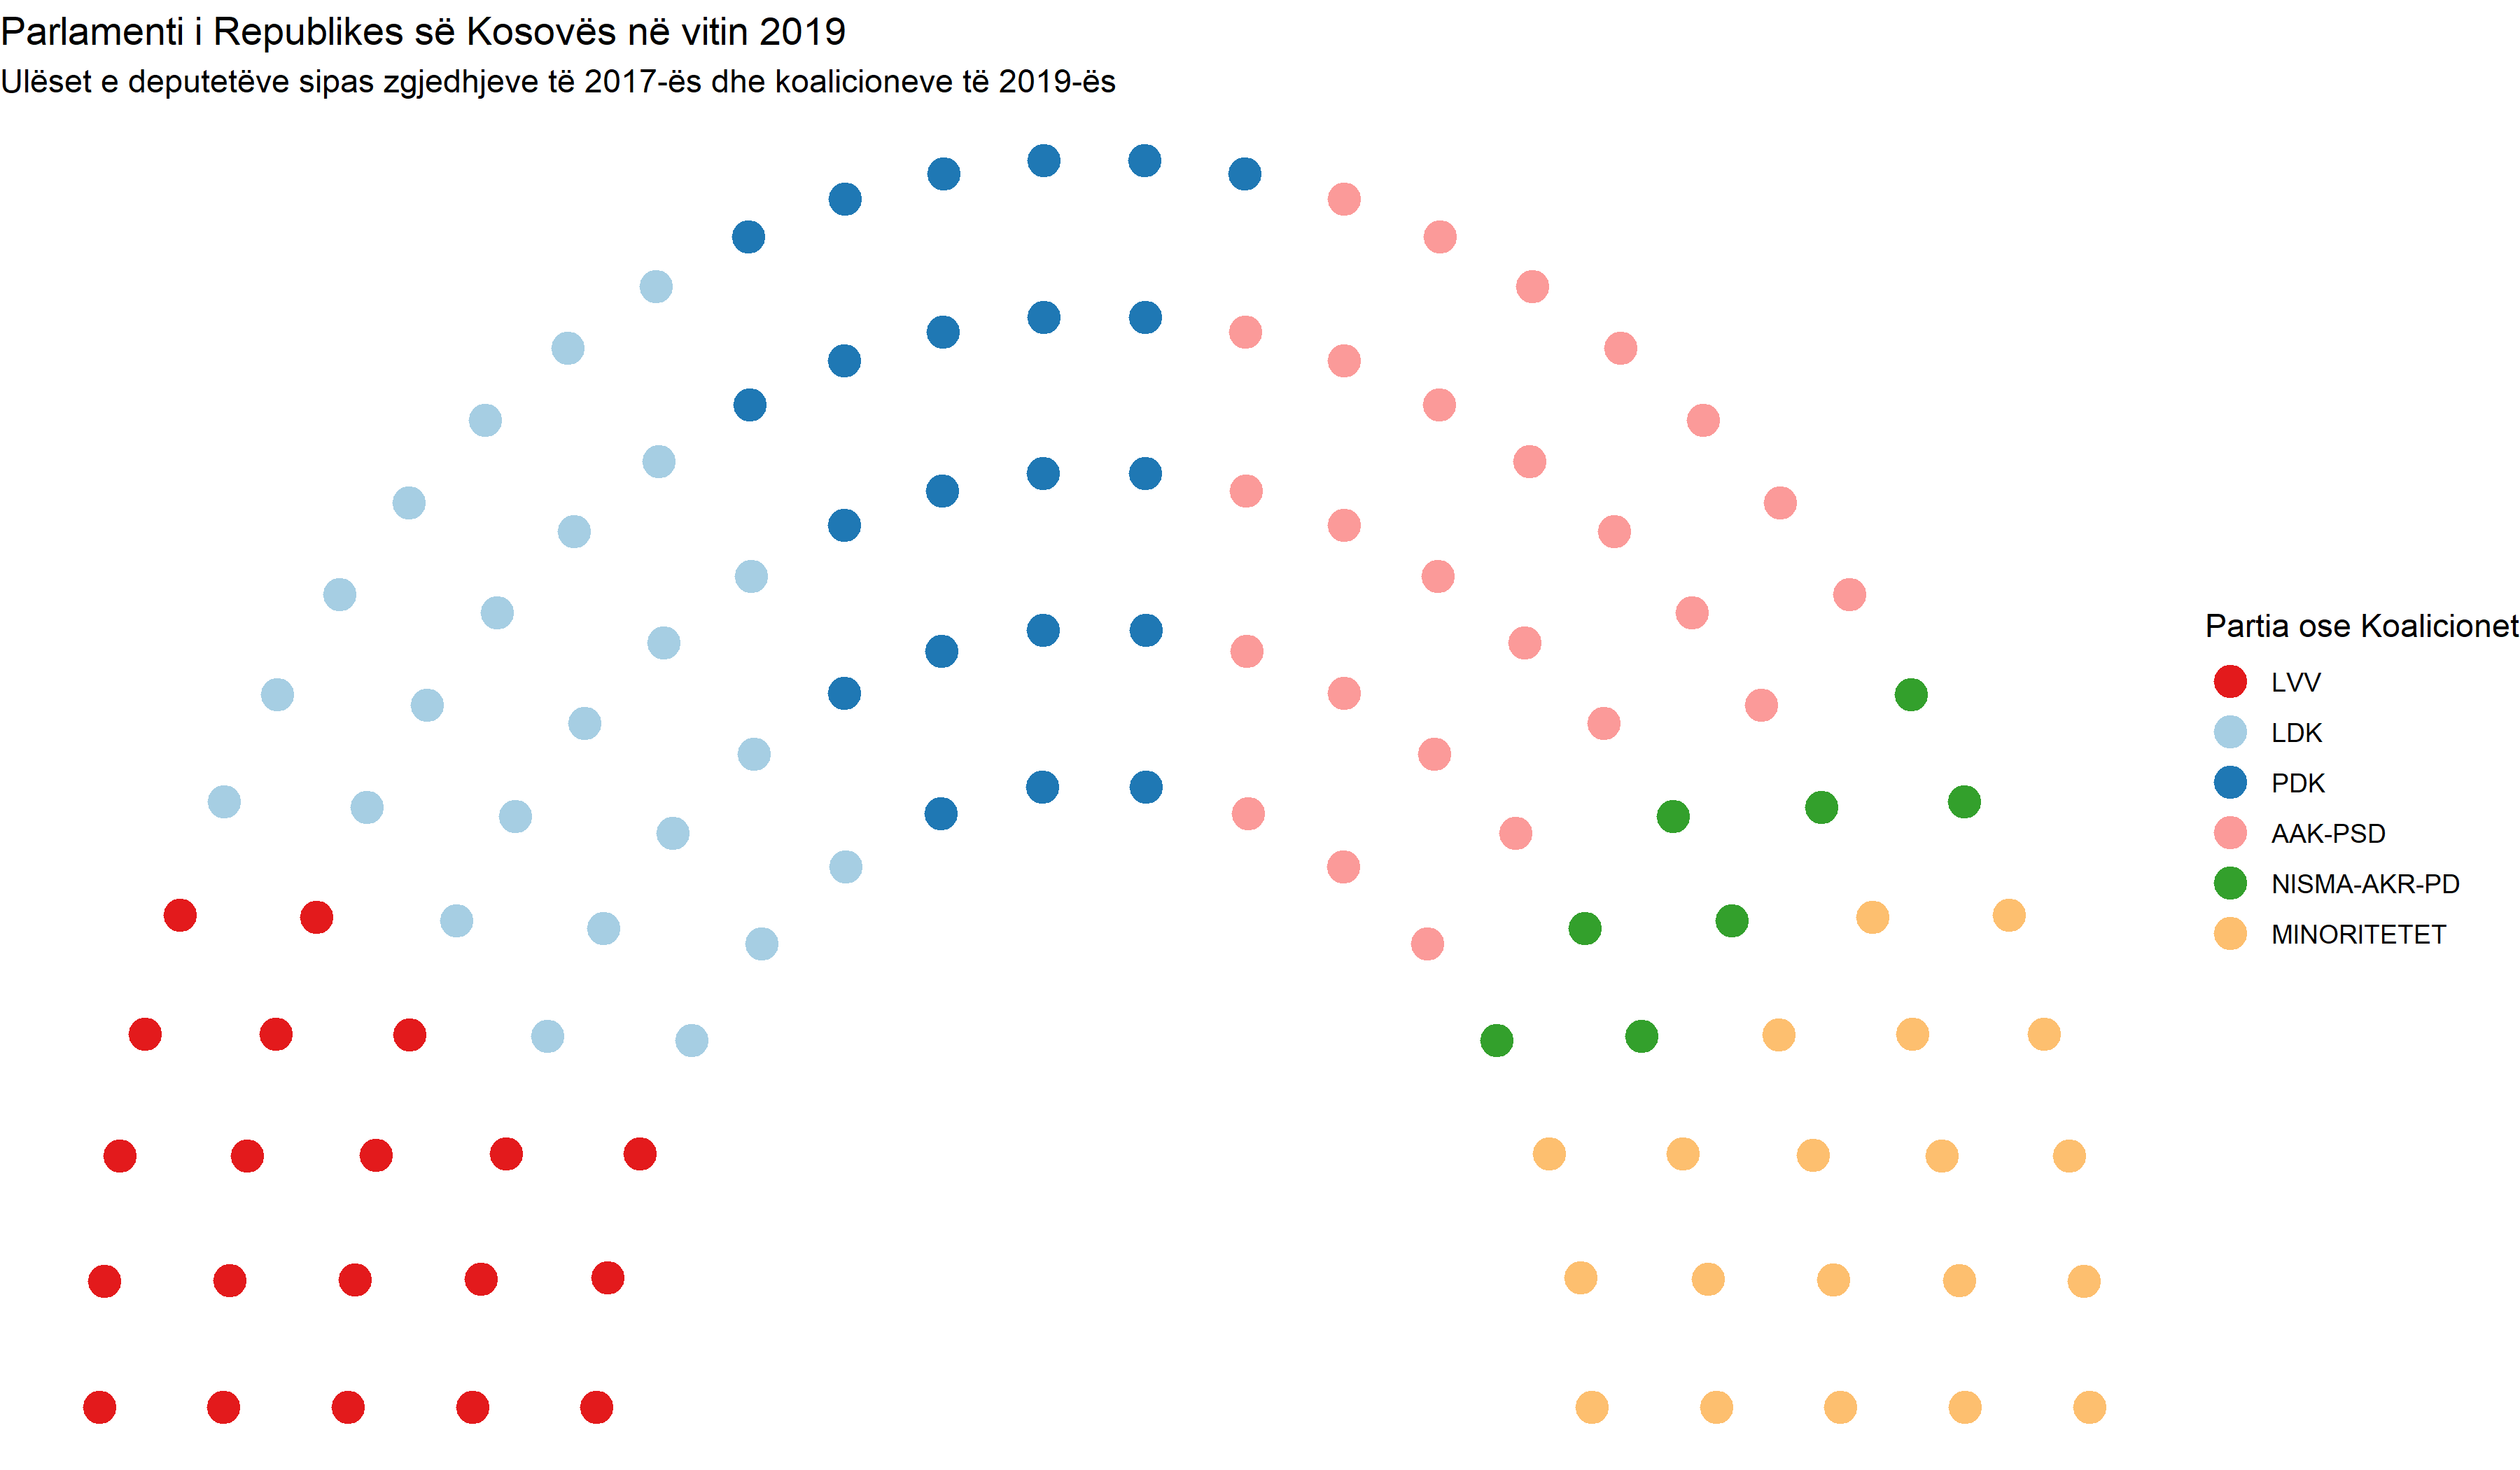 Parlamenti i Republikes së Kosovës në vitin 2019
Ulëset e deputetëve sipas zgjedhjeve të 2017-ës dhe koalicioneve të 2019-ës
Partia ose Koalicionet
LVV
LDK
PDK
AAK-PSD
NISMA-AKR-PD
MINORITETET